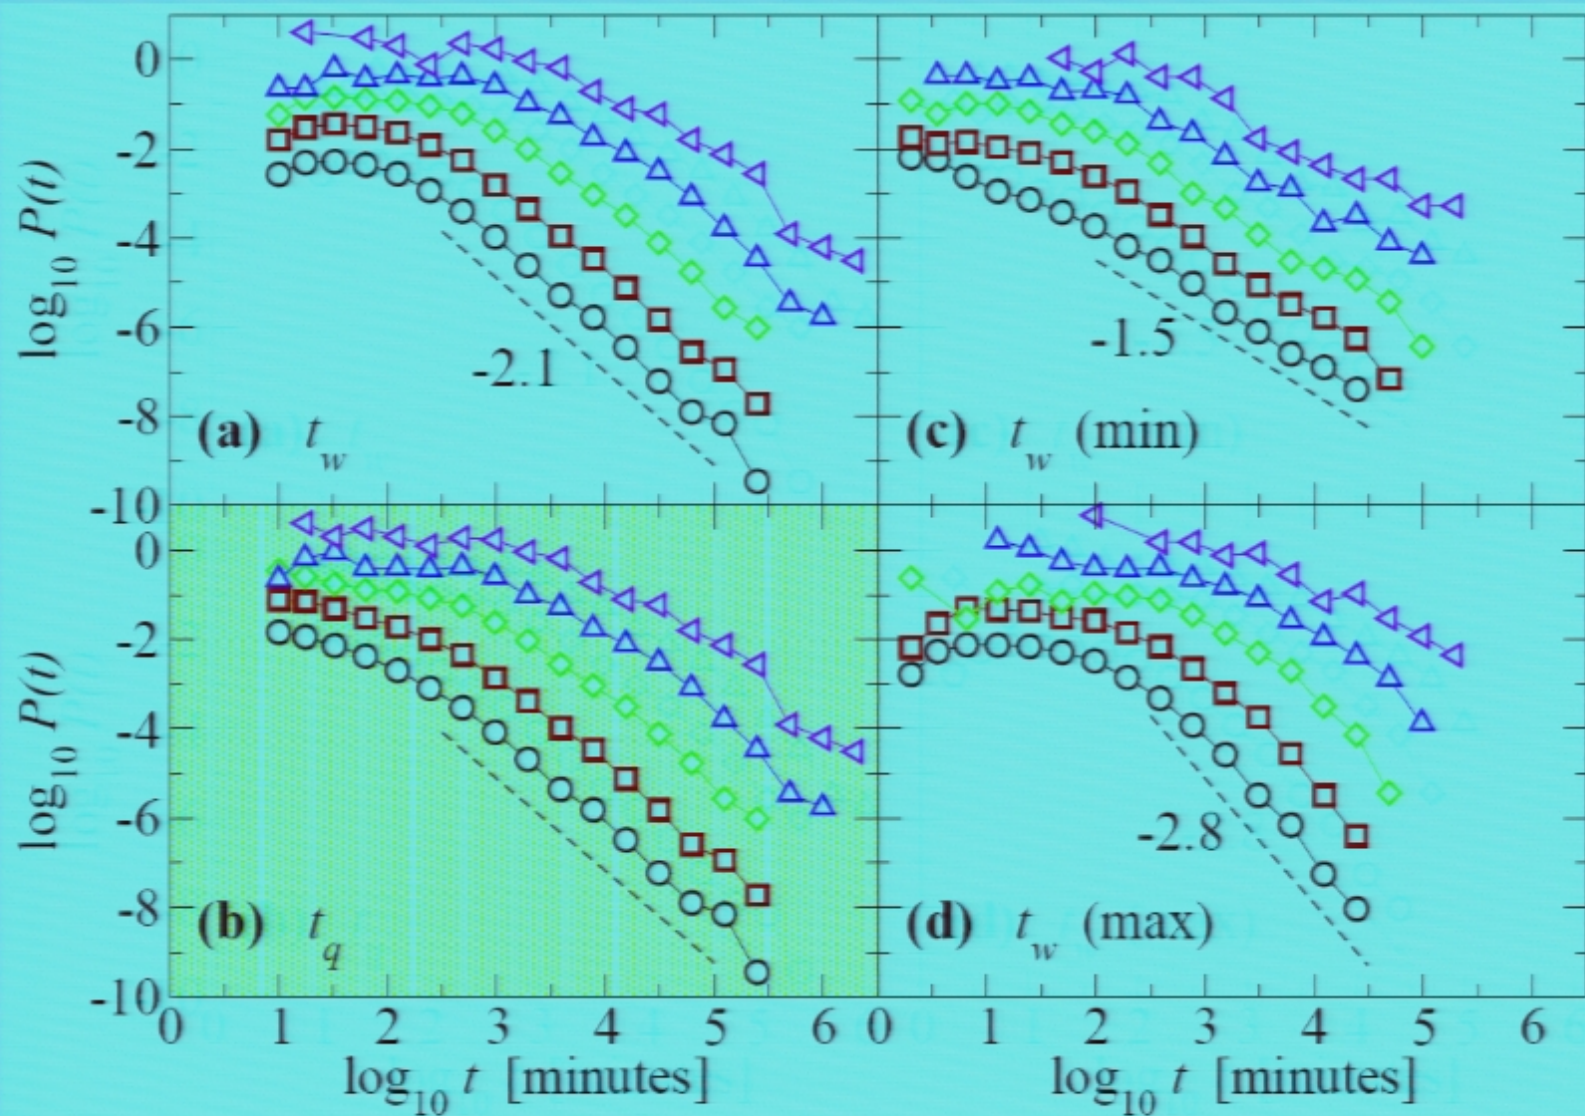 0
-2
-4
-6
-8
-10
log10 P(t)
-2.1
(a) tw
-1.5
(c) tw (min)
0
-2
-4
-6
-8
-10
log10 P(t)
(b) tq
-2.8
(d) tw (max)
0 1 2 3 4 5 6 0 1 2 3 4 5 6
log10 t [minutes] log10 t [minutes]